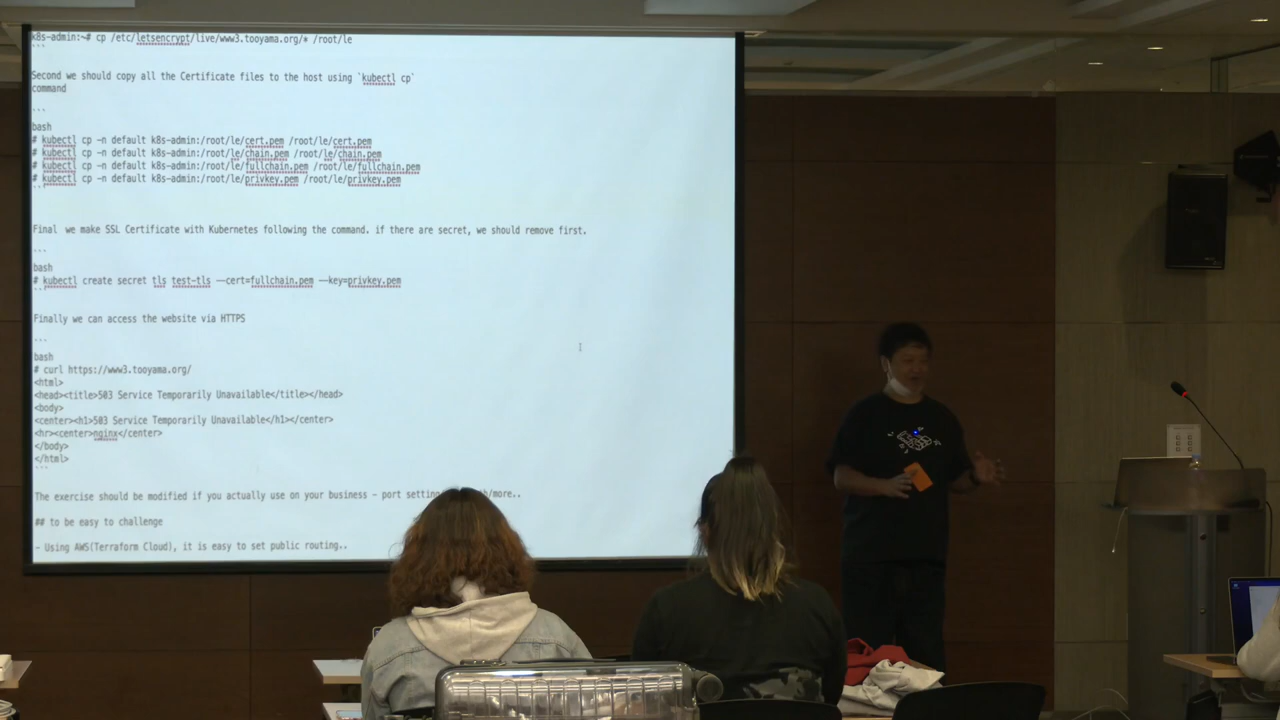 k8s-admin:~# cp /etc/letsencrypt/live/www3.tooyama.org/* /root/le
```
Second we should copy all the Certificate files to the host using `kubectl cp`
command
```
bash
# kubectl cp -n default k8s-admin:/root/le/cert.pem /root/le/cert.pem
# kubectl cp -n default k8s-admin:/root/le/chain.pem /root/le/chain.pem
# kubectl cp -n default k8s-admin:/root/le/fullchain.pem /root/le/fullchain.pem
# kubectl cp -n default k8s-admin:/root/le/privkey.pem /root/le/privkey.pem
```
Final  we make SSL Certificate with Kubernetes following the command. if there are secret, we should remove first.
```
bash
# kubectl create secret tls test-tls —cert=fullchain.pem —key=privkey.pem
```
Finally we can access the website via HTTPS
```
bash
# curl https://www3.tooyama.org/
<html>
<head><title>503 Service Temporarily Unavailable</title></head>
<body>
<center><h1>503 Service Temporarily Unavailable</h1></center>
<hr><center>nginx</center>
</body>
</html>
```
The exercise should be modified if you actually use on your business – port setting /more..
## to be easy to challenge
- Using AWS(Terraform Cloud), it is easy to set public routing..